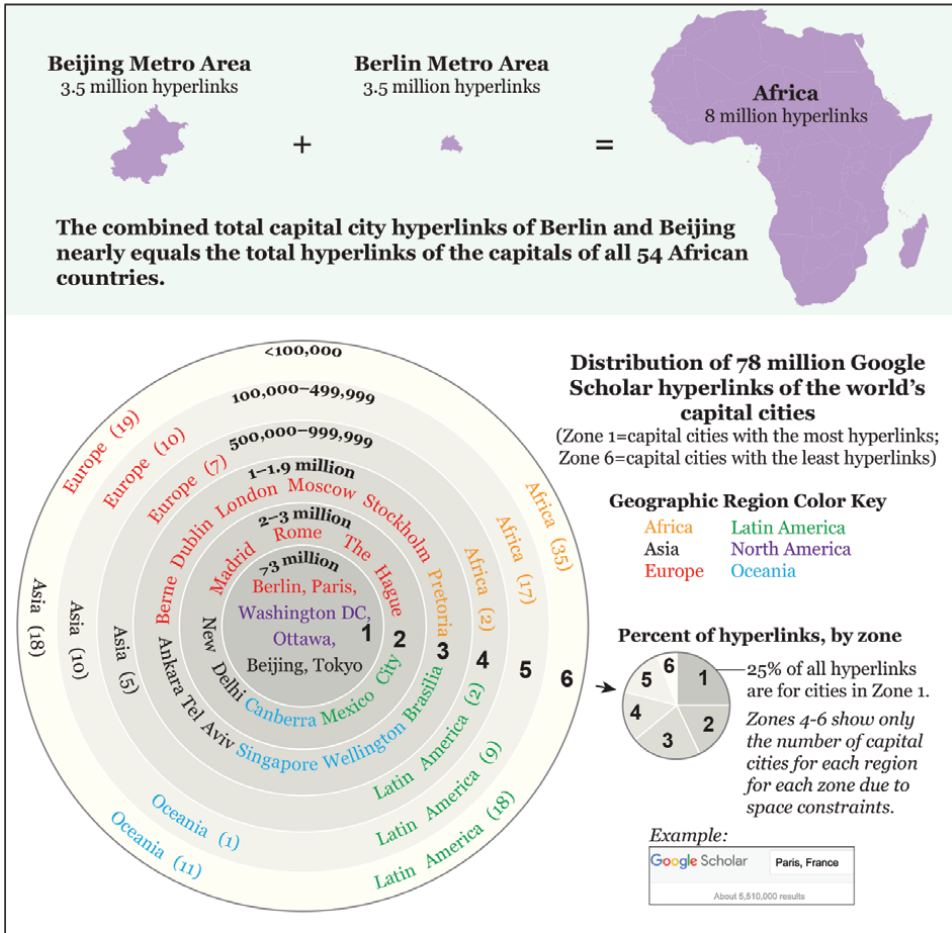 Beijing Metro Area
3.5 million hyperlinks
+
Berlin Metro Area
3.5 million hyperlinks
=
Africa
8 million hyperlinks
The combined total capital city hyperlinks of Berlin and Beijing
nearly equals the total hyperlinks of the capitals of all 54 African
countries.
Distribution of 78 million Google
Scholar hyperlinks of the world's
capital cities
(Zone 1=capital cities with the most hyperlinks;
Zone 6=capital cities with the least hyperlinks)
Geographic Region Color Key
Africa
Latin America
Asia
North America
Europe
Oceania
<100,000
Europe (19)
Africa (35)
Asia (18)
Oceania (11)
Latin America (18)
6
100,000–499,999
Europe (10)
Africa (17)
Asia (10)
Oceania (1)
Latin America (9)
5
500,000–999,999
Europe (7)
Africa (2)
Asia (5)
Latin America (2)
4
1–1.9 million
Berne Dublin London Moscow Stockholm
Pretoria
Ankara Tel Aviv
Singapore Wellington
Brasilia
3
2–3 million
Madrid Rome The Hague
New Delhi
Canberra
Mexico City
2
>3 million
Berlin, Paris,
Washington DC,
Ottawa,
Beijing, Tokyo
1
Percent of hyperlinks, by zone
1
2
3
4
5
6
25% of all hyperlinks
are for cities in Zone 1.
Zones 4-6 show only
the number of capital
cities for each region
for each zone due to
space constraints.
Example:
Google Scholar
Paris, France
About 5,510,000 results